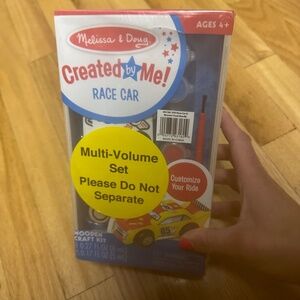 Melissa & Doug
AGES 4+
Created by Me!
RACE CAR
Multi-Volume
Set
Please Do Not
Separate
Customize
Your Ride
85
WOODEN
CRAFT KIT